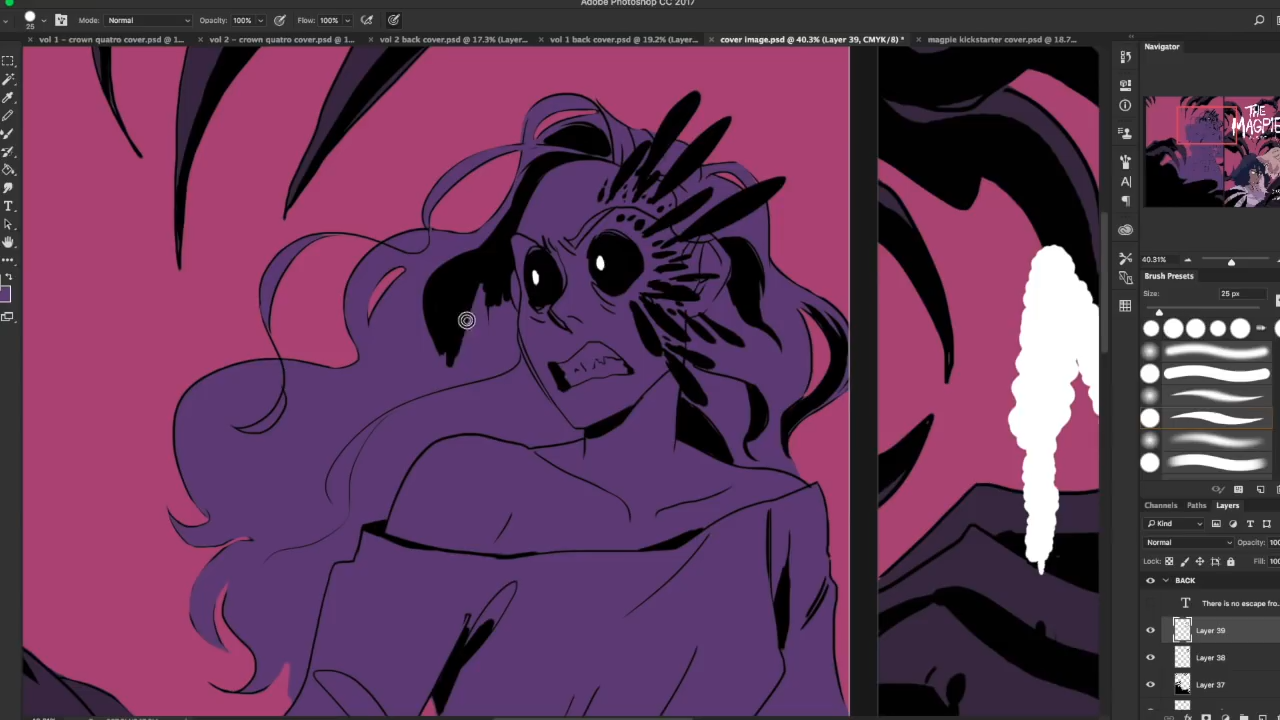 Adobe Photoshop CC 2017
25 Mode: Normal Opacity: 100% Flow: 100%
× vol 1 – crown quatro cover.psd @ 1... × vol 2 – crown quatro cover.psd @ 1... × vol 2 back cover.psd @ 17.3% (Layer... × vol 1 back cover.psd @ 19.2% (Layer... × cover image.psd @ 40.3% (Layer 39, CMYK/8) * × magpie kickstarter cover.psd @ 18.7...
Navigator
THE
MAGPIE
40.31%
Brush Presets
Size: 25 px
Channels Paths Layers
Kind
Normal Opacity: 100
Lock: Fill: 100
BACK
T There is no escape fro...
Layer 39
Layer 38
Layer 37